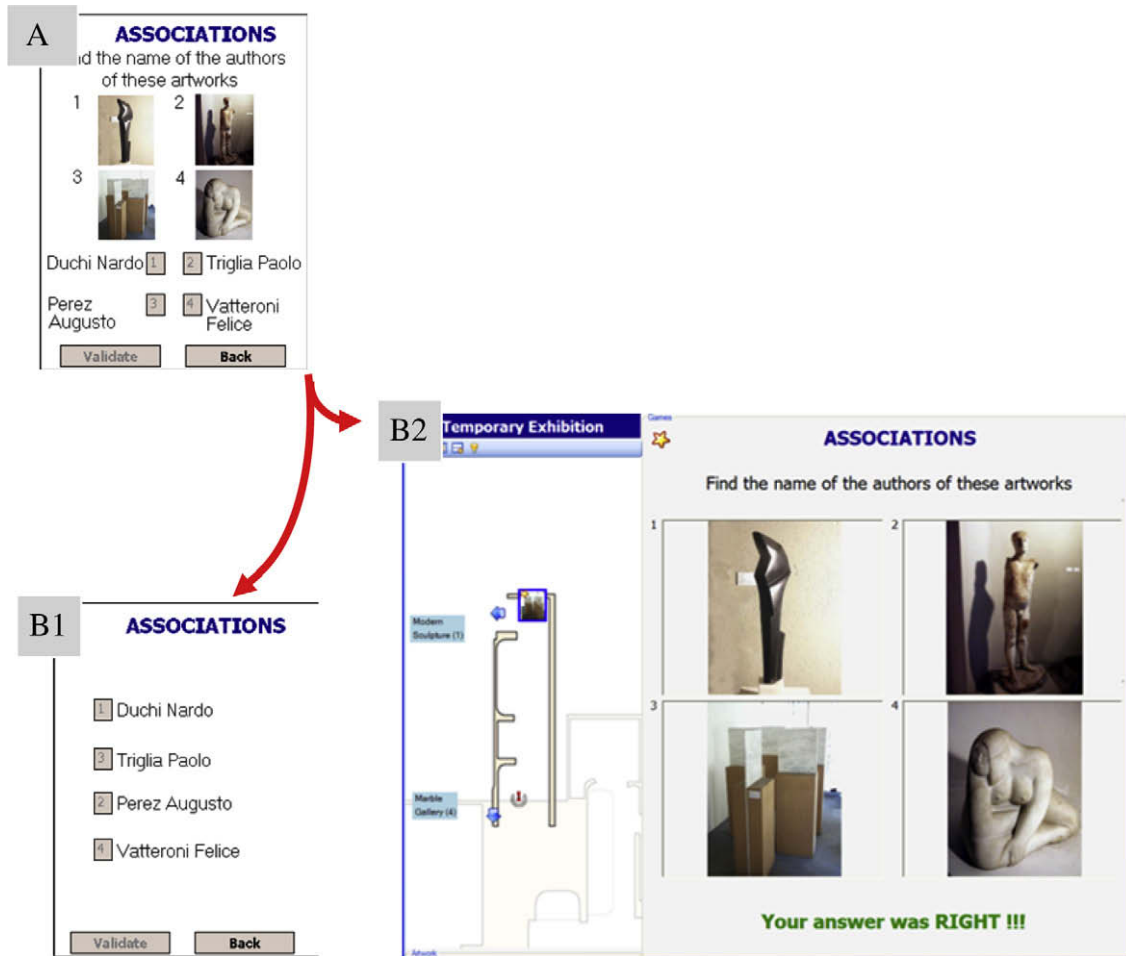 A
ASSOCIATIONS
nd the name of the authors
of these artworks
1
2
3
4
Duchi Nardo 1
2 Triglia Paolo
Perez
Augusto
3
4 Vatteroni
Felice
Validate
Back
B2
Temporary Exhibition
Games
ASSOCIATIONS
Find the name of the authors of these artworks
1
2
3
4
Modern
Sculpture (1)
Marble
Gallery (4)
Your answer was RIGHT !!!
Artwork
B1
ASSOCIATIONS
1 Duchi Nardo
3 Triglia Paolo
2 Perez Augusto
4 Vatteroni Felice
Validate
Back